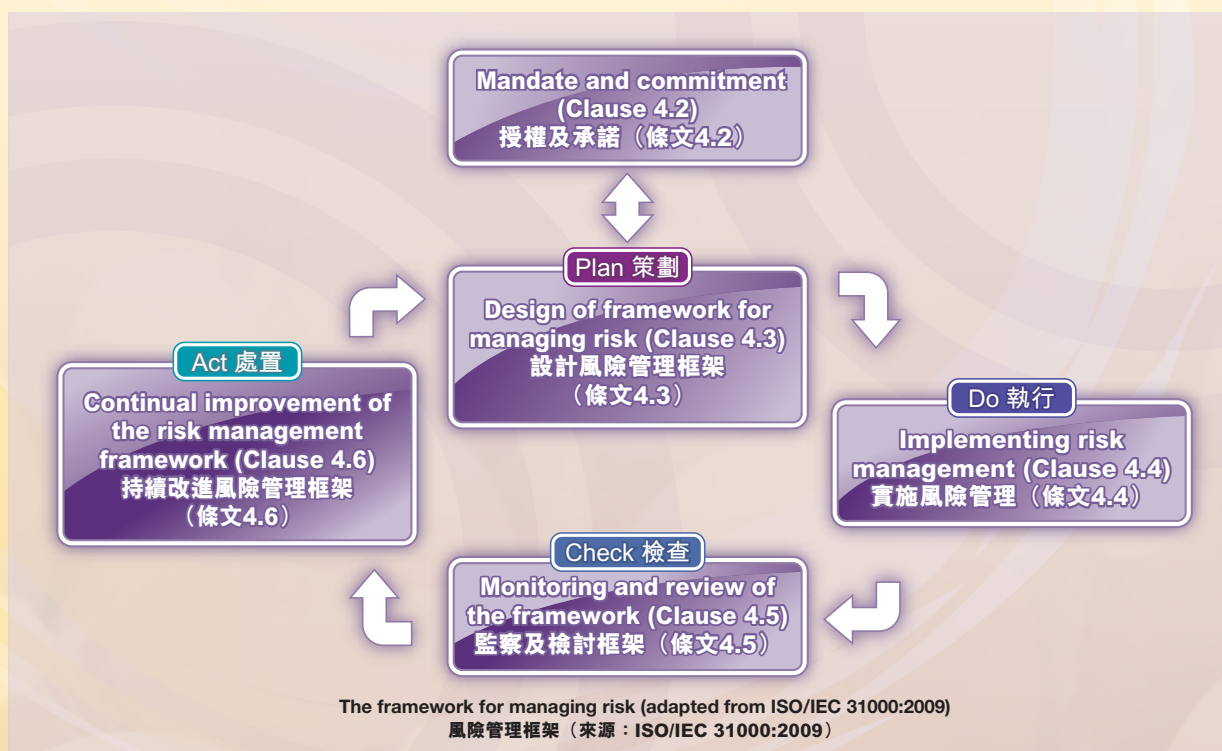 Mandate and commitment
(Clause 4.2)
授權及承諾（條文4.2）
Plan 策劃
Design of framework for
managing risk (Clause 4.3)
設計風險管理框架
（條文4.3）
Act 處置
Continual improvement of
the risk management
framework (Clause 4.6)
持續改進風險管理框架
（條文4.6）
Do 執行
Implementing risk
management (Clause 4.4)
實施風險管理（條文4.4）
Check 檢查
Monitoring and review of
the framework (Clause 4.5)
監察及檢討框架（條文4.5）
The framework for managing risk (adapted from ISO/IEC 31000:2009)
風險管理框架（來源：ISO/IEC 31000:2009）